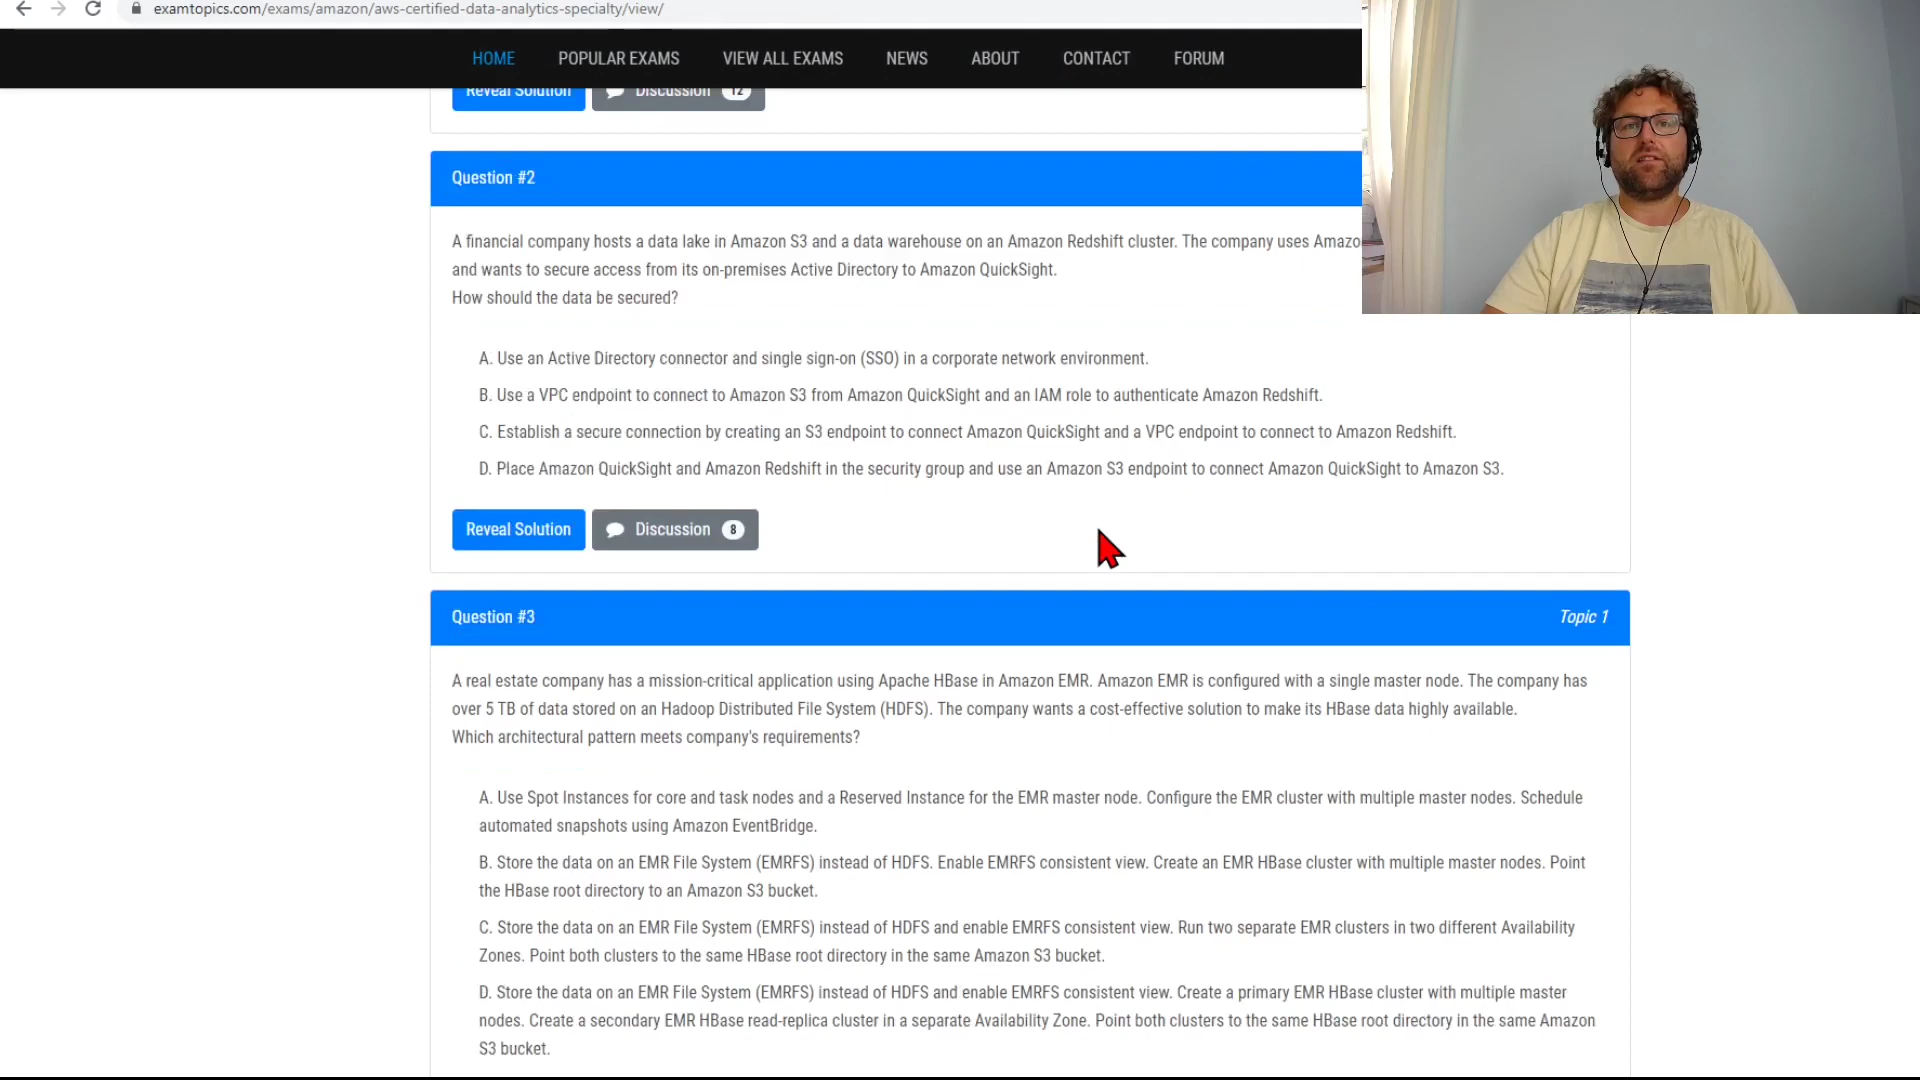 examtopics.com/exams/amazon/aws-certified-data-analytics-specialty/view/
HOME POPULAR EXAMS VIEW ALL EXAMS NEWS ABOUT CONTACT FORUM
Reveal Solution Discussion 12
Question #2
A financial company hosts a data lake in Amazon S3 and a data warehouse on an Amazon Redshift cluster. The company uses Amazo
and wants to secure access from its on-premises Active Directory to Amazon QuickSight.
How should the data be secured?
A. Use an Active Directory connector and single sign-on (SSO) in a corporate network environment.
B. Use a VPC endpoint to connect to Amazon S3 from Amazon QuickSight and an IAM role to authenticate Amazon Redshift.
C. Establish a secure connection by creating an S3 endpoint to connect Amazon QuickSight and a VPC endpoint to connect to Amazon Redshift.
D. Place Amazon QuickSight and Amazon Redshift in the security group and use an Amazon S3 endpoint to connect Amazon QuickSight to Amazon S3.
Reveal Solution Discussion 8
Question #3 Topic 1
A real estate company has a mission-critical application using Apache HBase in Amazon EMR. Amazon EMR is configured with a single master node. The company has
over 5 TB of data stored on an Hadoop Distributed File System (HDFS). The company wants a cost-effective solution to make its HBase data highly available.
Which architectural pattern meets company's requirements?
A. Use Spot Instances for core and task nodes and a Reserved Instance for the EMR master node. Configure the EMR cluster with multiple master nodes. Schedule
automated snapshots using Amazon EventBridge.
B. Store the data on an EMR File System (EMRFS) instead of HDFS. Enable EMRFS consistent view. Create an EMR HBase cluster with multiple master nodes. Point
the HBase root directory to an Amazon S3 bucket.
C. Store the data on an EMR File System (EMRFS) instead of HDFS and enable EMRFS consistent view. Run two separate EMR clusters in two different Availability
Zones. Point both clusters to the same HBase root directory in the same Amazon S3 bucket.
D. Store the data on an EMR File System (EMRFS) instead of HDFS and enable EMRFS consistent view. Create a primary EMR HBase cluster with multiple master
nodes. Create a secondary EMR HBase read-replica cluster in a separate Availability Zone. Point both clusters to the same HBase root directory in the same Amazon
S3 bucket.